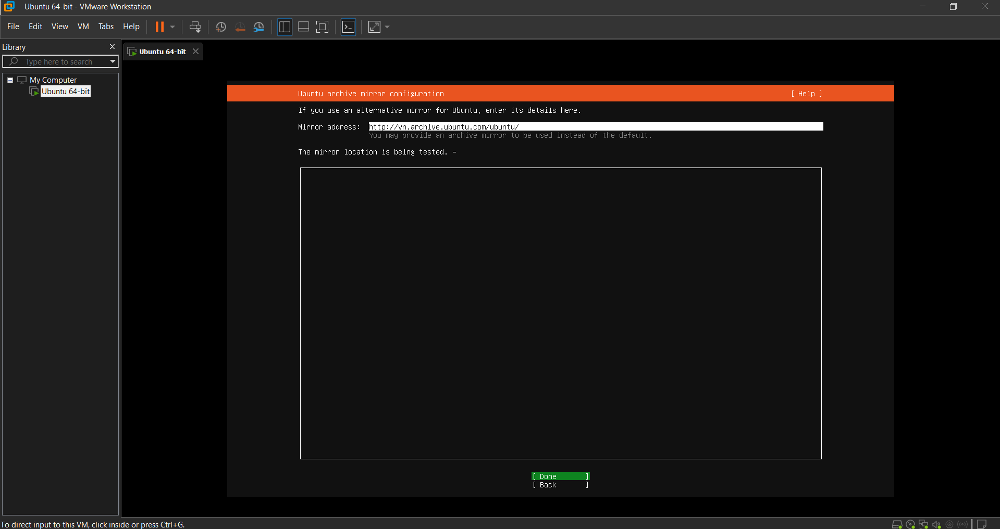 Ubuntu 64-bit - VMware Workstation
File Edit View VM Tabs Help
Library
Type here to search
My Computer
Ubuntu 64-bit
Ubuntu 64-bit
Ubuntu archive mirror configuration [ Help ]
If you use an alternative mirror for Ubuntu, enter its details here.
Mirror address: http://vn.archive.ubuntu.com/ubuntu/
You may provide an archive mirror to be used instead of the default.
The mirror location is being tested. -
[ Done ]
[ Back ]
To direct input to this VM, click inside or press Ctrl+G.